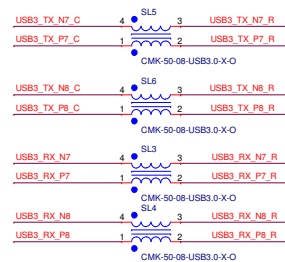 SL5
USB3_TX_N7_C 4 3 USB3_TX_N7_R
USB3_TX_P7_C 1 2 USB3_TX_P7_R
CMK-50-08-USB3.0-X-O
SL6
USB3_TX_N8_C 4 3 USB3_TX_N8_R
USB3_TX_P8_C 1 2 USB3_TX_P8_R
CMK-50-08-USB3.0-X-O
SL3
USB3_RX_N7 4 3 USB3_RX_N7_R
USB3_RX_P7 1 2 USB3_RX_P7_R
CMK-50-08-USB3.0-X-O
SL4
USB3_RX_N8 4 3 USB3_RX_N8_R
USB3_RX_P8 1 2 USB3_RX_P8_R
CMK-50-08-USB3.0-X-O